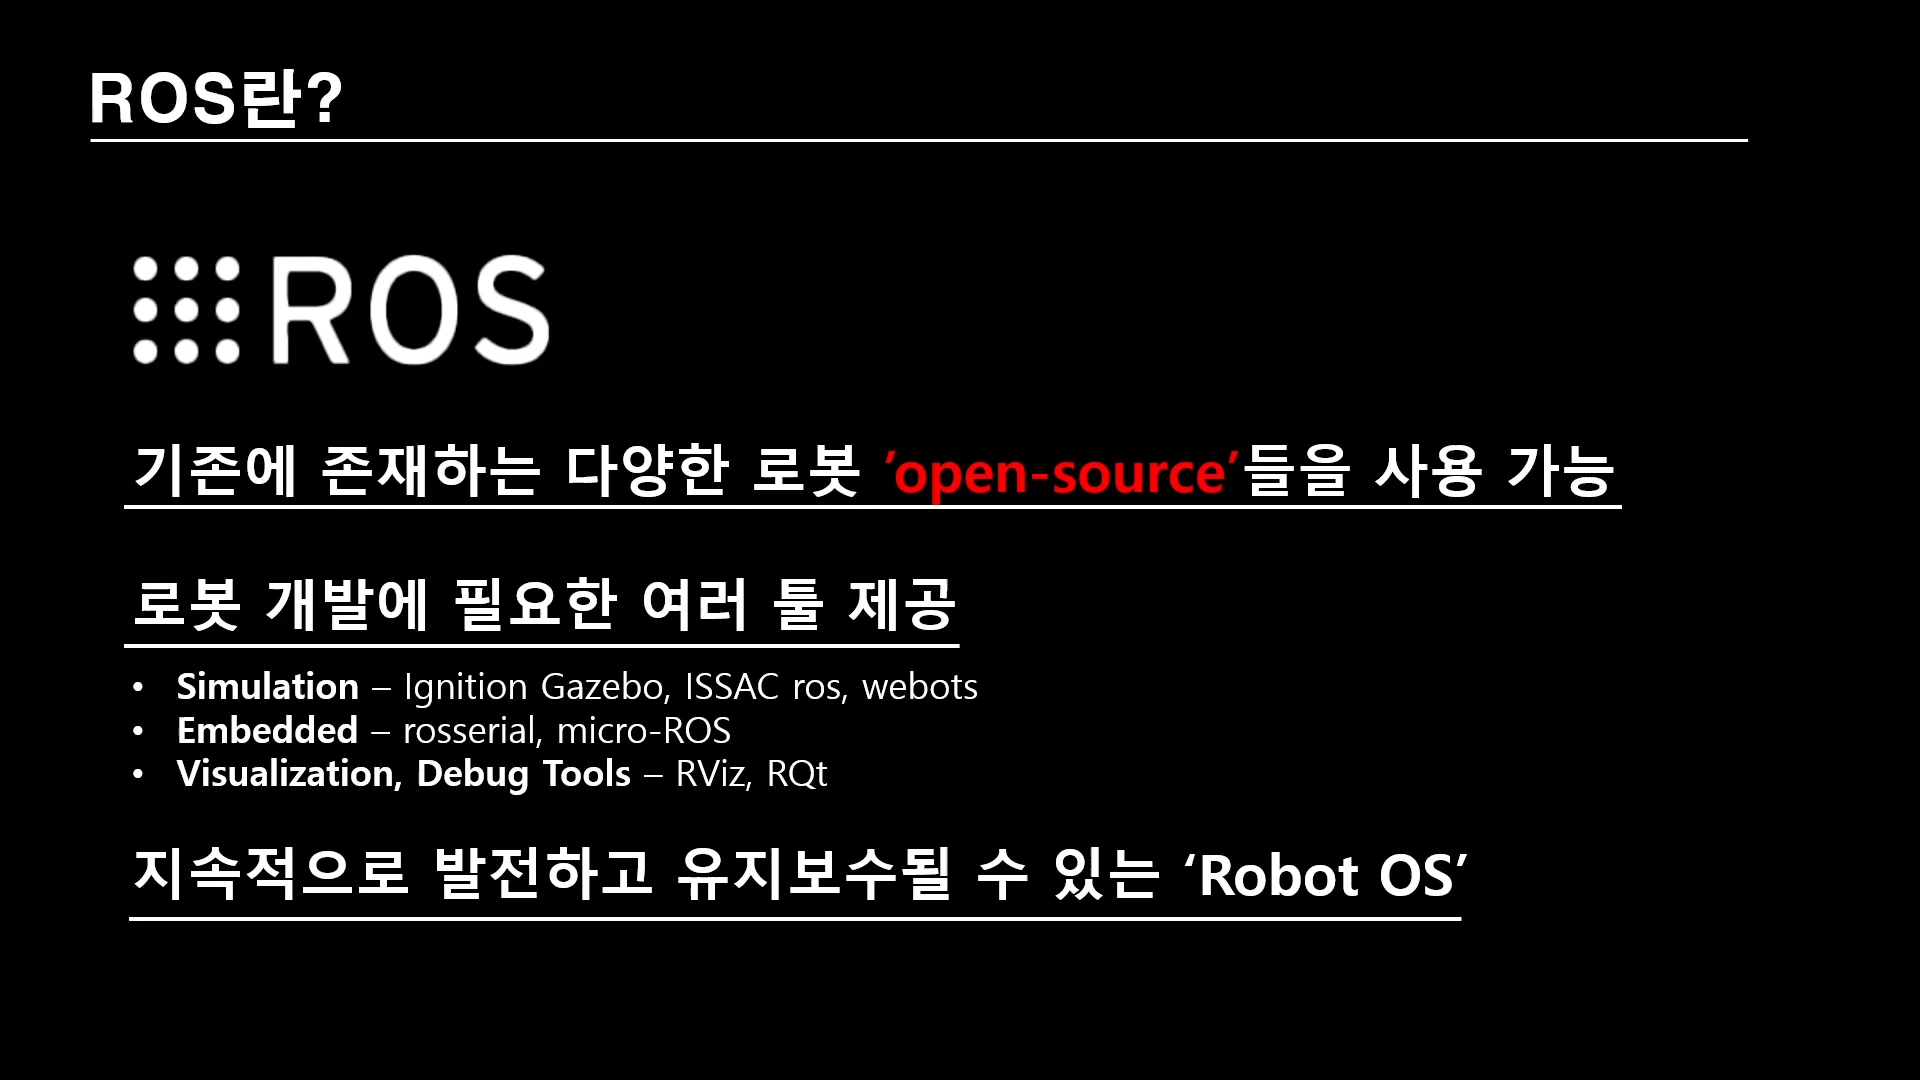 ROS란?
ROS
기존에 존재하는 다양한 로봇 ’open-source’들을 사용 가능
로봇 개발에 필요한 여러 툴 제공
• Simulation – Ignition Gazebo, ISSAC ros, webots
• Embedded – rosserial, micro-ROS
• Visualization, Debug Tools – RViz, RQt
지속적으로 발전하고 유지보수될 수 있는 ‘Robot OS’